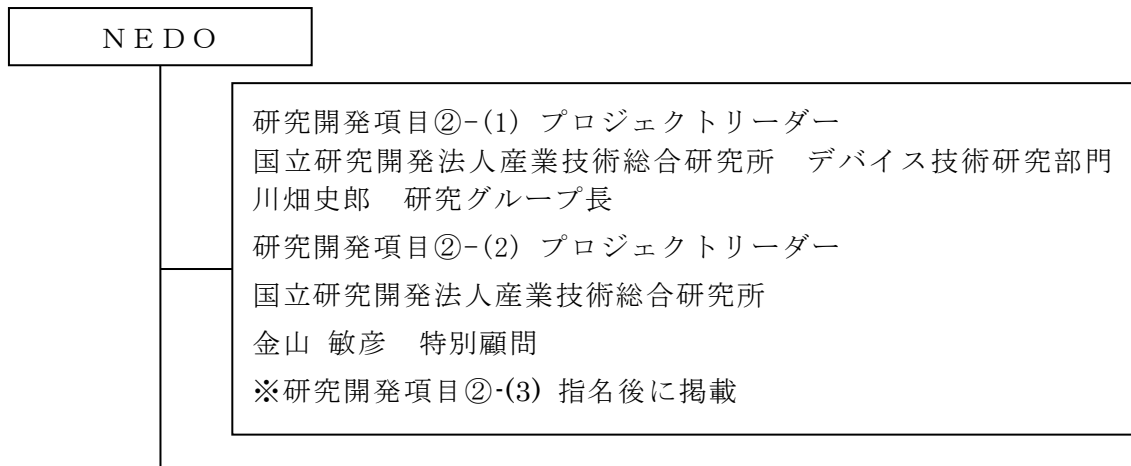 ＮＥＤＯ
研究開発項目②-(1) プロジェクトリーダー
国立研究開発法人産業技術総合研究所　デバイス技術研究部門
川畑史郎　研究グループ長
研究開発項目②-(2) プロジェクトリーダー
国立研究開発法人産業技術総合研究所
金山 敏彦　特別顧問
※研究開発項目②-(3) 指名後に掲載